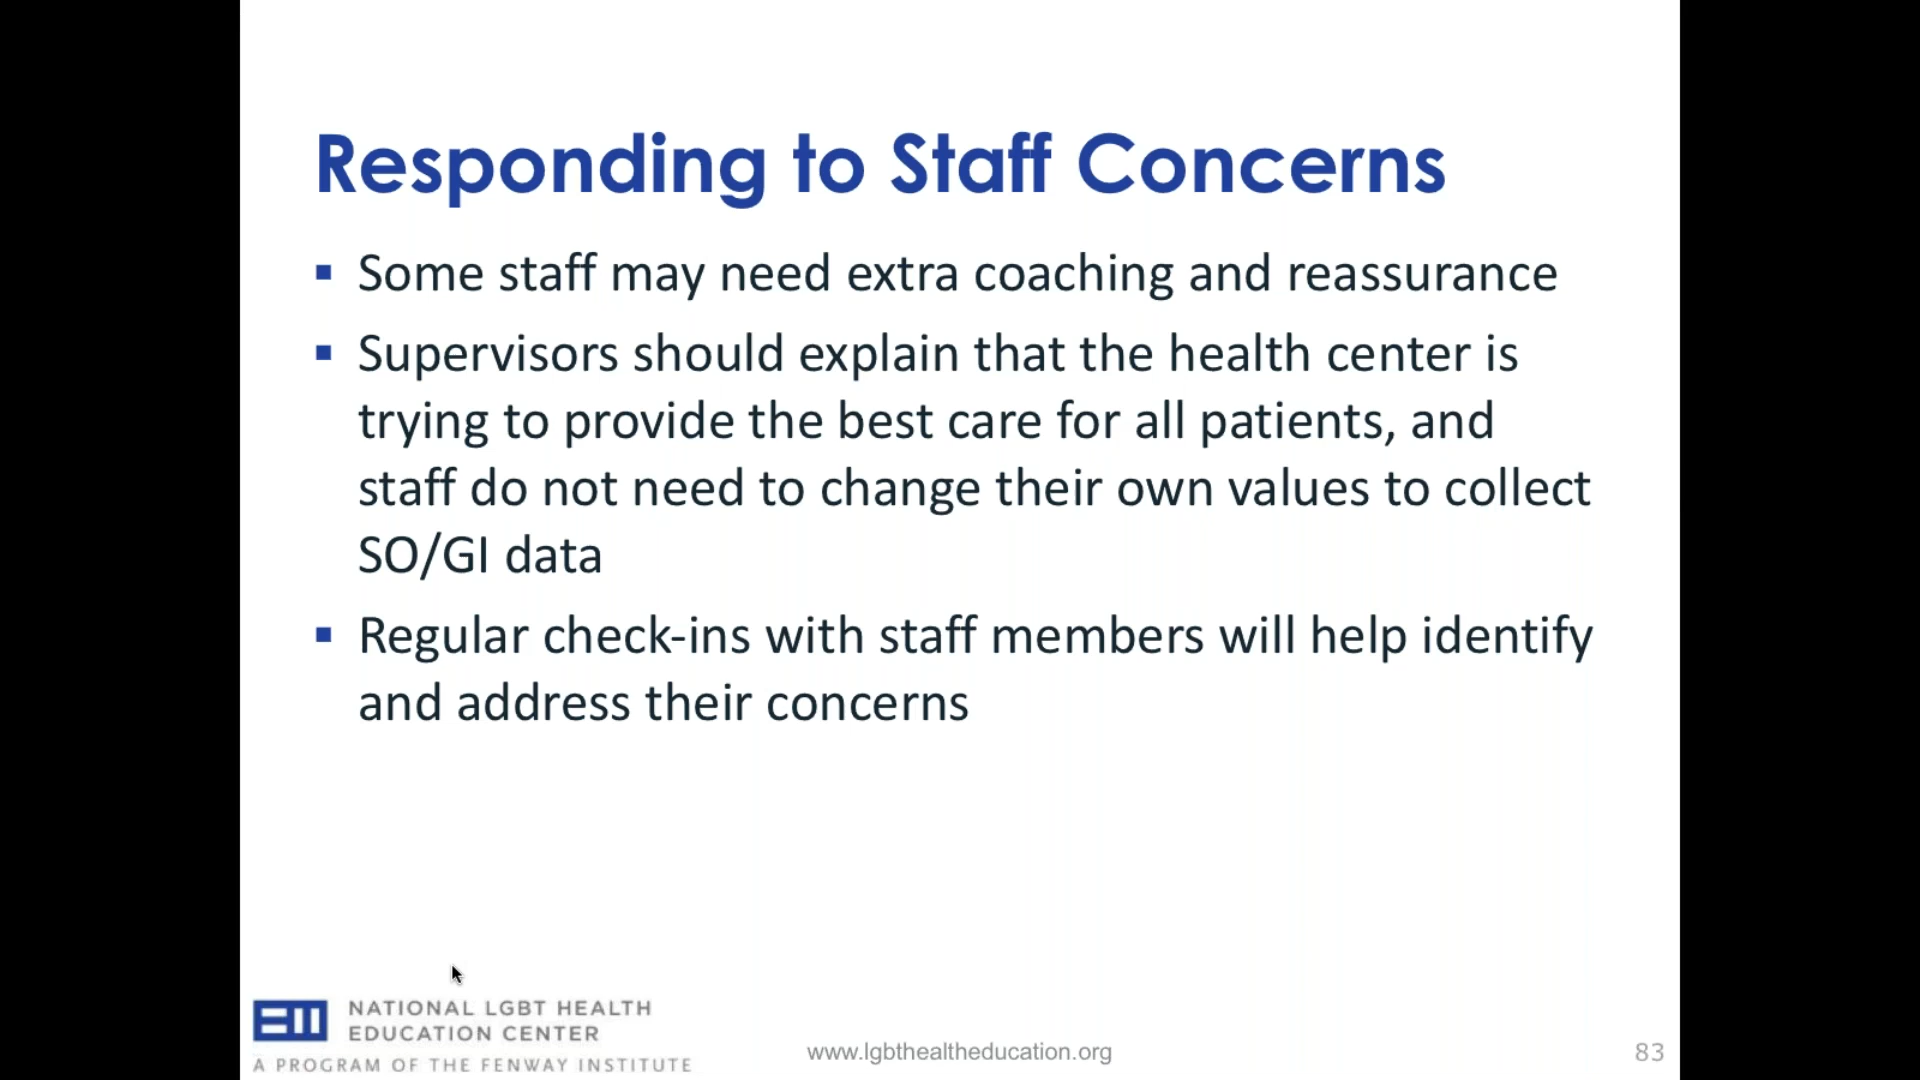 Responding to Staff Concerns
Some staff may need extra coaching and reassurance
Supervisors should explain that the health center is
trying to provide the best care for all patients, and
staff do not need to change their own values to collect
SO/GI data
Regular check-ins with staff members will help identify
and address their concerns
NATIONAL LGBT HEALTH
EDUCATION CENTER
A PROGRAM OF THE FENWAY INSTITUTE
www.lgbthealtheducation.org
83